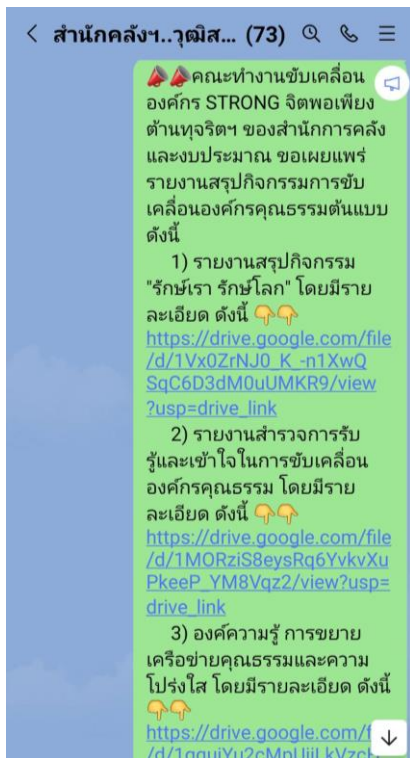 สำนักคลังฯ..วุฒิส... (73)
คณะทำงานขับเคลื่อน
องค์กร STRONG จิตพอเพียง
ต้านทุจริตฯ ของสำนักการคลัง
และงบประมาณ ขอเผยแพร่
รายงานสรุปกิจกรรมการขับ
เคลื่อนองค์กรคุณธรรมต้นแบบ
ดังนี้
1) รายงานสรุปกิจกรรม
"รักษ์เรา รักษ์โลก" โดยมีราย
ละเอียด ดังนี้ 👇👇
https://drive.google.com/file
/d/1Vx0ZrNJ0_K_-n1XwQ
SqC6D3dM0uUMKR9/view
?usp=drive_link
2) รายงานสำรวจการรับ
รู้และเข้าใจในการขับเคลื่อน
องค์กรคุณธรรม โดยมีราย
ละเอียด ดังนี้ 👇👇
https://drive.google.com/file
/d/1MORziS8eysRq6YvkvXu
PkeeP_YM8Vqz2/view?usp=
drive_link
3) องค์ความรู้ การขยาย
เครือข่ายคุณธรรมและความ
โปร่งใส โดยมีรายละเอียด ดังนี้
👇👇
https://drive.google.com/f